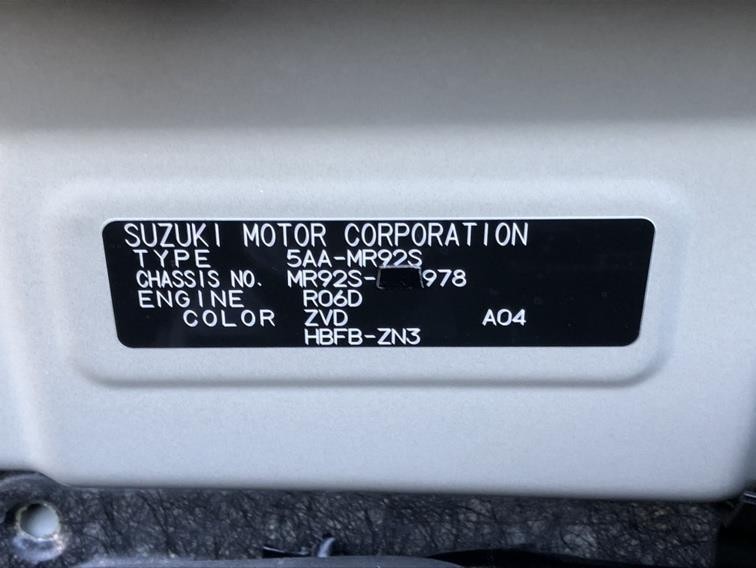 SUZUKI MOTOR CORPORATION
TYPE 5AA-MR92S
CHASSIS NO. MR92S- 978
ENGINE R06D
COLOR ZVD A04
HBFB-ZN3